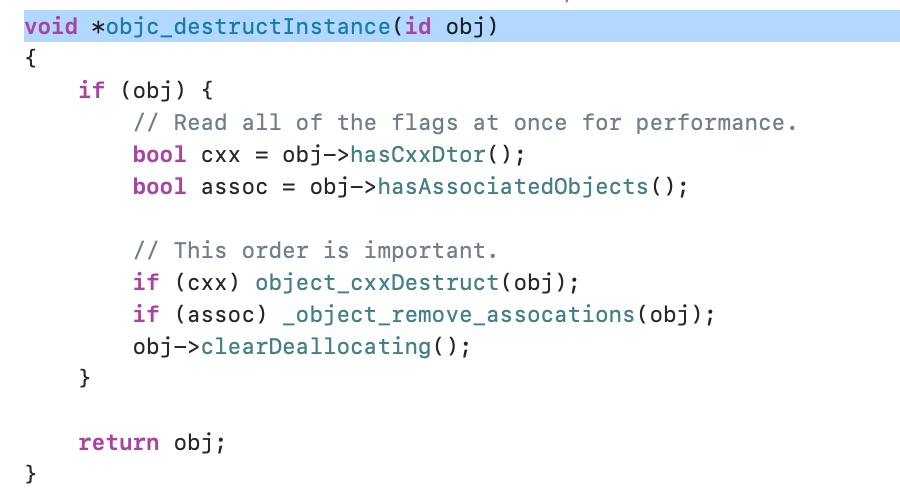 void *objc_destructInstance(id obj)
{
    if (obj) {
        // Read all of the flags at once for performance.
        bool cxx = obj->hasCxxDtor();
        bool assoc = obj->hasAssociatedObjects();

        // This order is important.
        if (cxx) object_cxxDestruct(obj);
        if (assoc) _object_remove_assocations(obj);
        obj->clearDeallocating();
    }

    return obj;
}